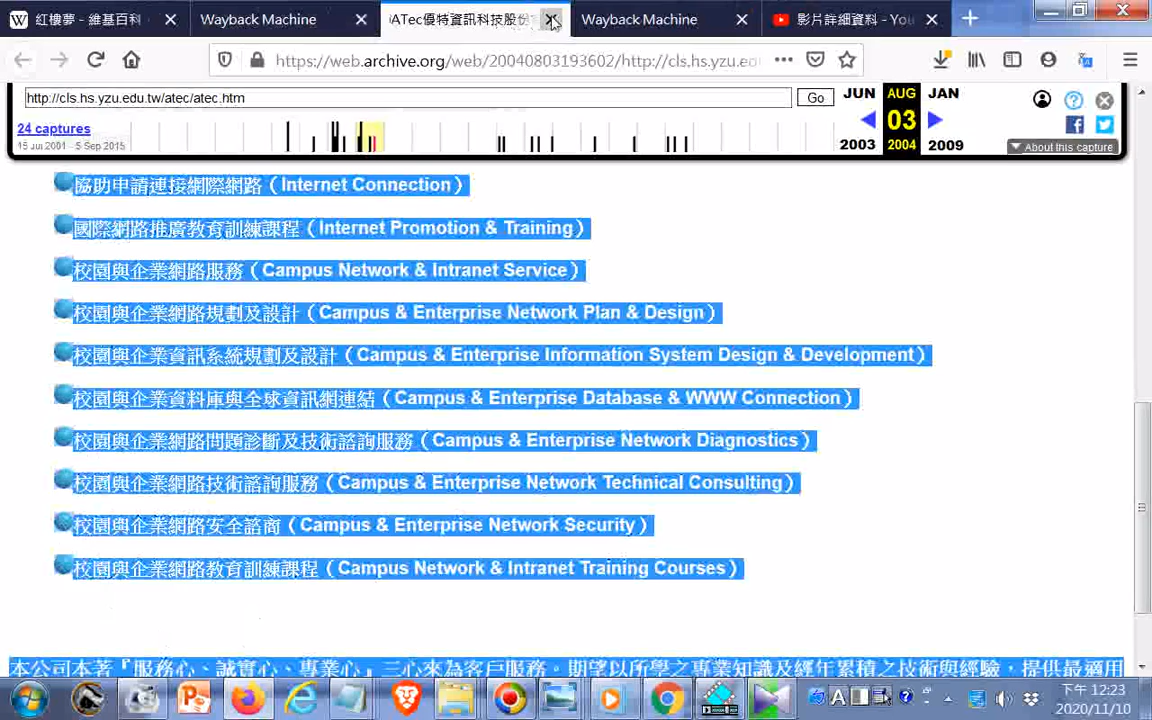 紅樓夢 - 維基百科
Wayback Machine
iATec優特資訊科技股份
Wayback Machine
影片詳細資料 - You
https://web.archive.org/web/20040803193602/http://cls.hs.yzu.edu
http://cls.hs.yzu.edu.tw/atec/atec.htm
Go
JUN
AUG
JAN
24 captures
03
15 Jul 2001 - 5 Sep 2015
2003
2004
2009
About this capture
協助申請連接網際網路（Internet Connection）
國際網路推廣教育訓練課程（Internet Promotion & Training）
校園與企業網路服務（Campus Network & Intranet Service）
校園與企業網路規劃及設計（Campus & Enterprise Network Plan & Design）
校園與企業資訊系統規劃及設計（Campus & Enterprise Information System Design & Development）
校園與企業資料庫與全球資訊網連結（Campus & Enterprise Database & WWW Connection）
校園與企業網路問題診斷及技術諮詢服務（Campus & Enterprise Network Diagnostics）
校園與企業網路技術諮詢服務（Campus & Enterprise Network Technical Consulting）
校園與企業網路安全諮商（Campus & Enterprise Network Security）
校園與企業網路教育訓練課程（Campus Network & Intranet Training Courses）
本公司本著『服務心、誠實心、專業心』三心來為客戶服務。期望以所學之專業知識及經年累積之技術與經驗，提供最適用
下午 12:23
2020/11/10